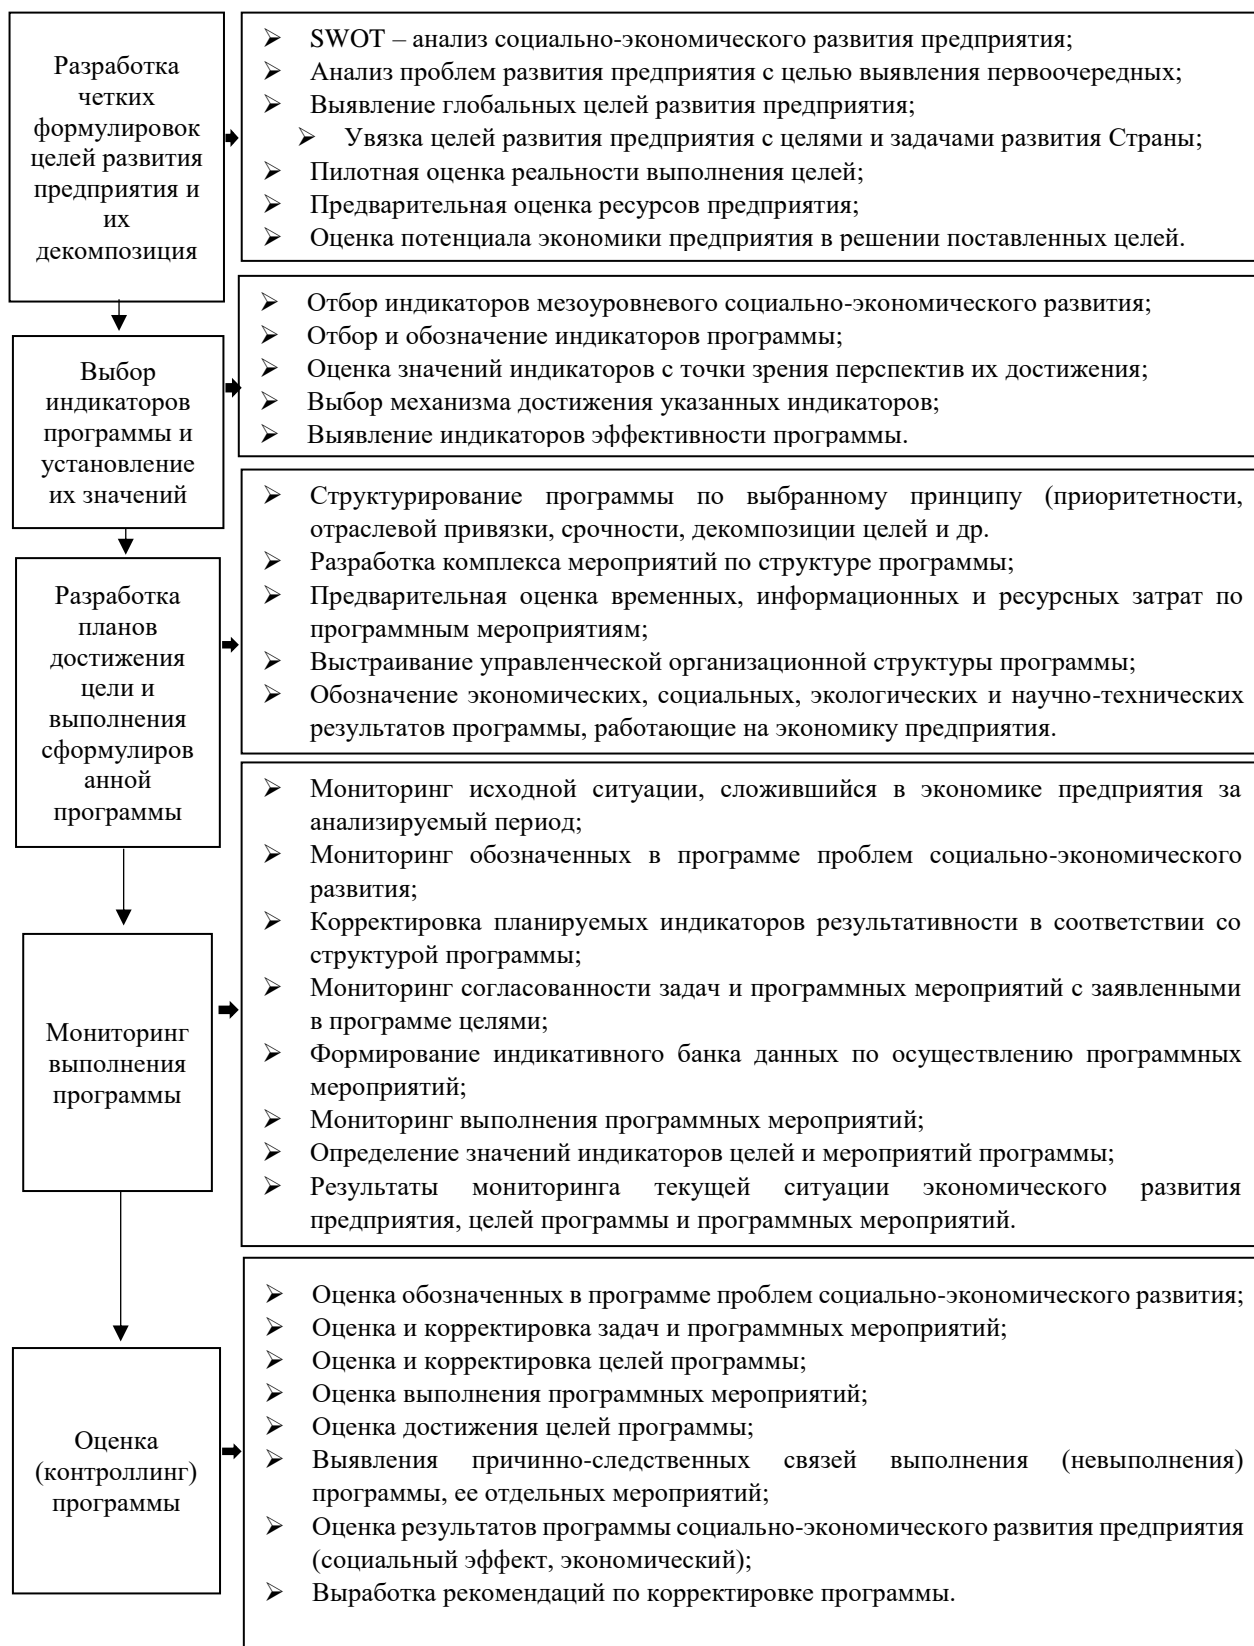 Разработка
четких
формулировок
целей развития
предприятия и
их
декомпозиция
➢ SWOT – анализ социально-экономического развития предприятия;
➢ Анализ проблем развития предприятия с целью выявления первоочередных;
➢ Выявление глобальных целей развития предприятия;
➢ Увязка целей развития предприятия с целями и задачами развития Страны;
➢ Пилотная оценка реальности выполнения целей;
➢ Предварительная оценка ресурсов предприятия;
➢ Оценка потенциала экономики предприятия в решении поставленных целей.
Выбор
индикаторов
программы и
установление
их значений
➢ Отбор индикаторов мезоуровневого социально-экономического развития;
➢ Отбор и обозначение индикаторов программы;
➢ Оценка значений индикаторов с точки зрения перспектив их достижения;
➢ Выбор механизма достижения указанных индикаторов;
➢ Выявление индикаторов эффективности программы.
Разработка
планов
достижения
цели и
выполнения
сформулиров
анной
программы
➢ Структурирование программы по выбранному принципу (приоритетности,
отраслевой привязки, срочности, декомпозиции целей и др.
➢ Разработка комплекса мероприятий по структуре программы;
➢ Предварительная оценка временных, информационных и ресурсных затрат по
программным мероприятиям;
➢ Выстраивание управленческой организационной структуры программы;
➢ Обозначение экономических, социальных, экологических и научно-технических
результатов программы, работающие на экономику предприятия.
Мониторинг
выполнения
программы
➢ Мониторинг исходной ситуации, сложившийся в экономике предприятия за
анализируемый период;
➢ Мониторинг обозначенных в программе проблем социально-экономического
развития;
➢ Корректировка планируемых индикаторов результативности в соответствии со
структурой программы;
➢ Мониторинг согласованности задач и программных мероприятий с заявленными
в программе целями;
➢ Формирование индикативного банка данных по осуществлению программных
мероприятий;
➢ Мониторинг выполнения программных мероприятий;
➢ Определение значений индикаторов целей и мероприятий программы;
➢ Результаты мониторинга текущей ситуации экономического развития
предприятия, целей программы и программных мероприятий.
Оценка
(контроллинг)
программы
➢ Оценка обозначенных в программе проблем социально-экономического развития;
➢ Оценка и корректировка задач и программных мероприятий;
➢ Оценка и корректировка целей программы;
➢ Оценка выполнения программных мероприятий;
➢ Оценка достижения целей программы;
➢ Выявления причинно-следственных связей выполнения (невыполнения)
программы, ее отдельных мероприятий;
➢ Оценка результатов программы социально-экономического развития предприятия
(социальный эффект, экономический);
➢ Выработка рекомендаций по корректировке программы.